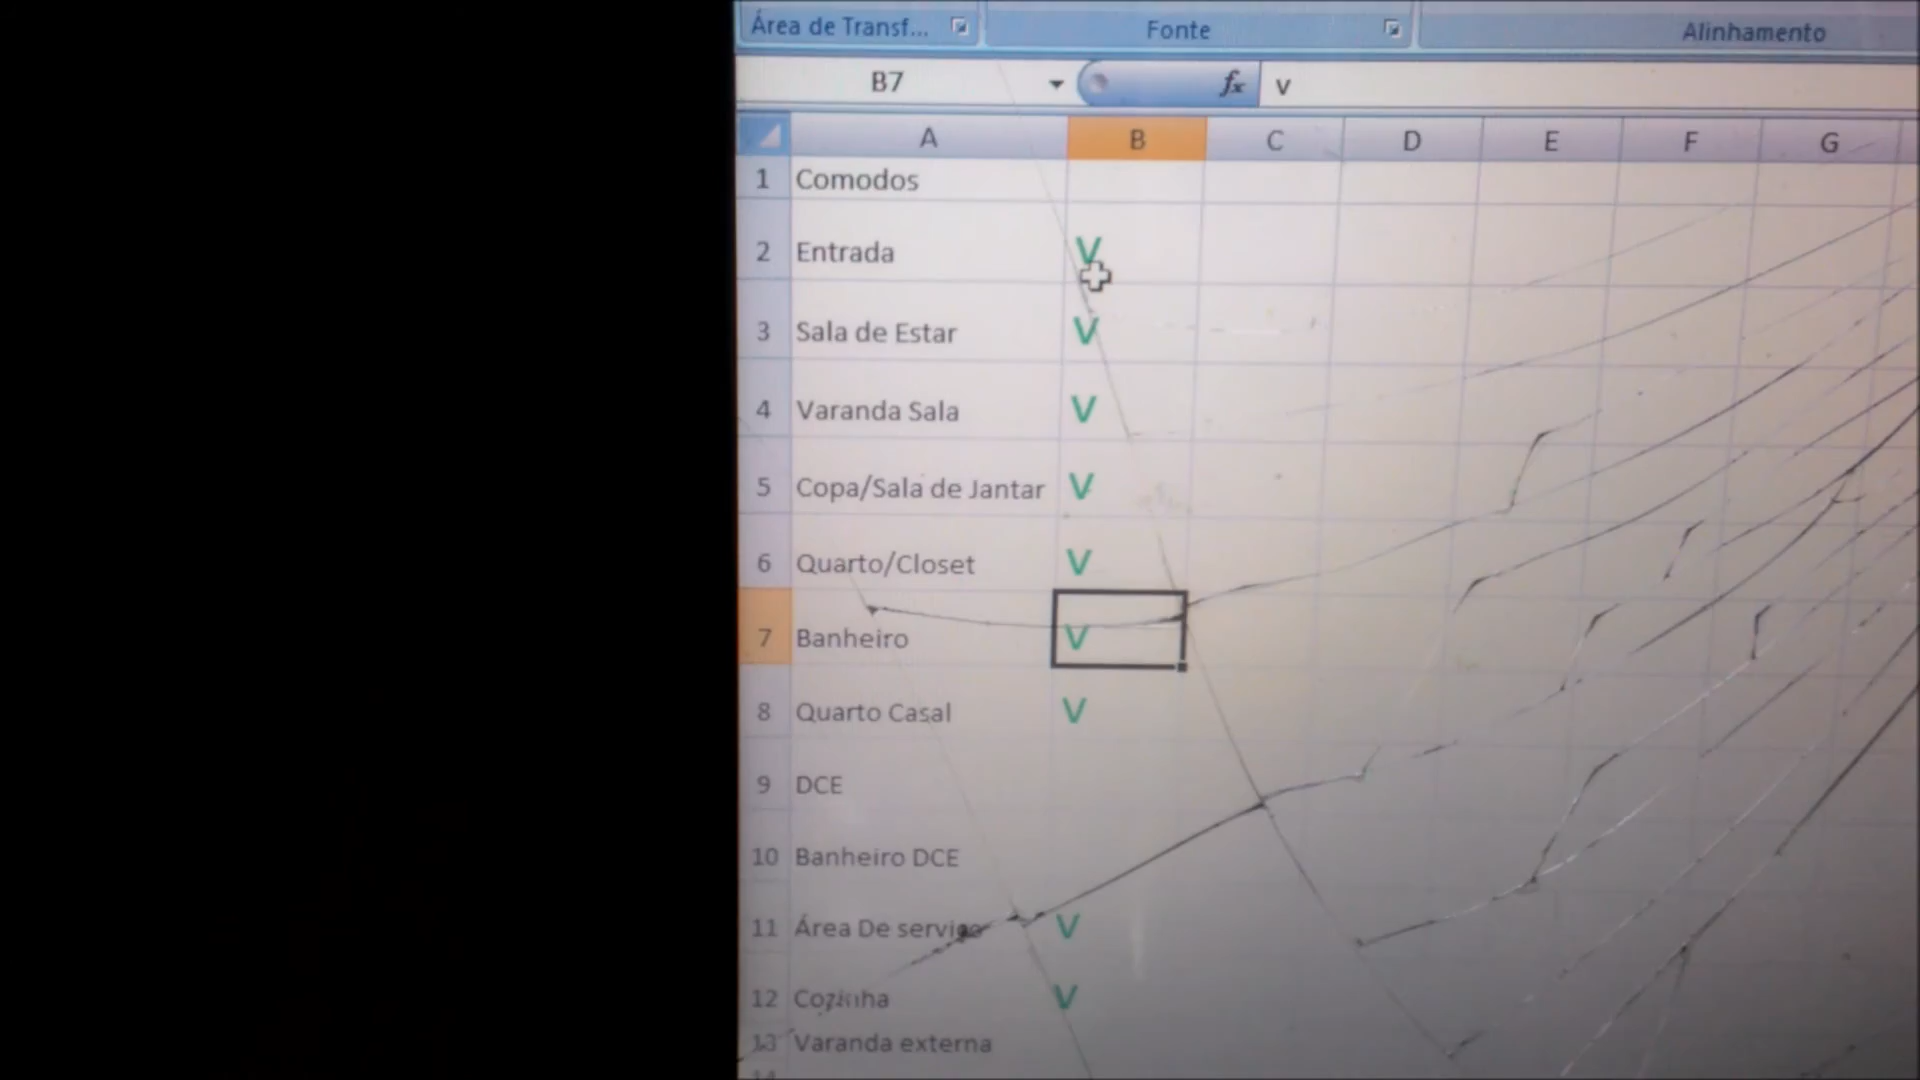 Área de Transf...
Fonte
Alinhamento
B7
fx
v
A B C D E F G
1 Comodos
2 Entrada V
3 Sala de Estar V
4 Varanda Sala V
5 Copa/Sala de Jantar V
6 Quarto/Closet V
7 Banheiro V
8 Quarto Casal V
9 DCE
10 Banheiro DCE
11 Área De serviço V
12 Cozinha V
13 Varanda externa
14